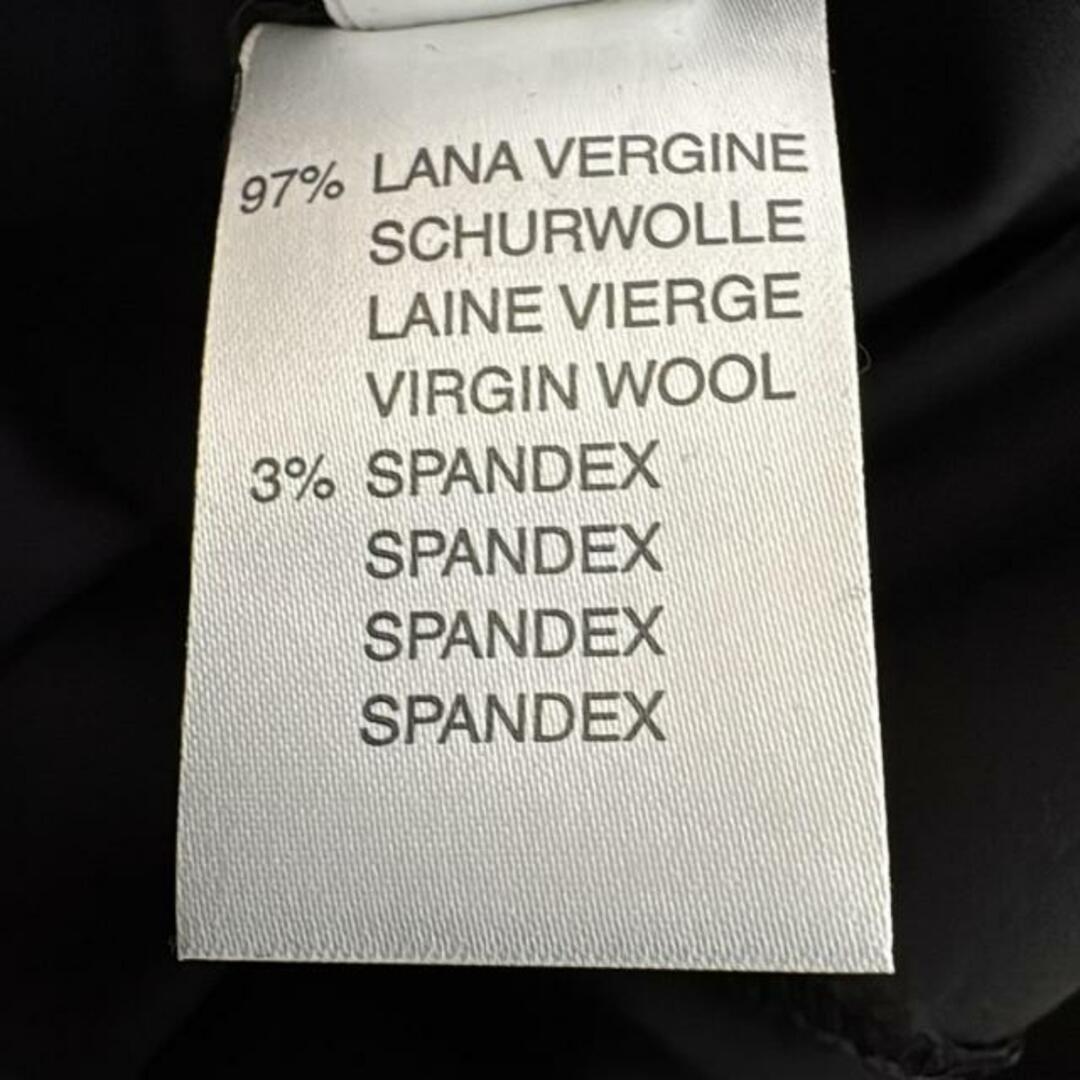 97% LANA VERGINE
SCHURWOLLE
LAINE VIERGE
VIRGIN WOOL
3% SPANDEX
SPANDEX
SPANDEX
SPANDEX